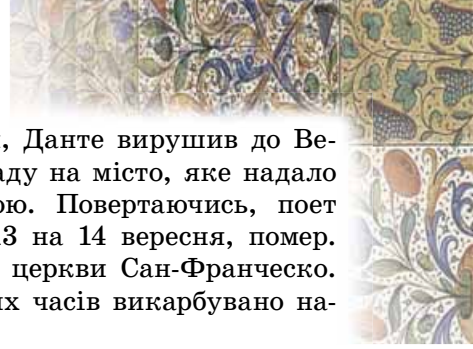 , Данте вирушив до Ве-
аду на місто, яке надало
ою. Повертаючись, поет
13 на 14 вересня, помер.
церкви Сан-Франческо.
их часів викарбувано на-